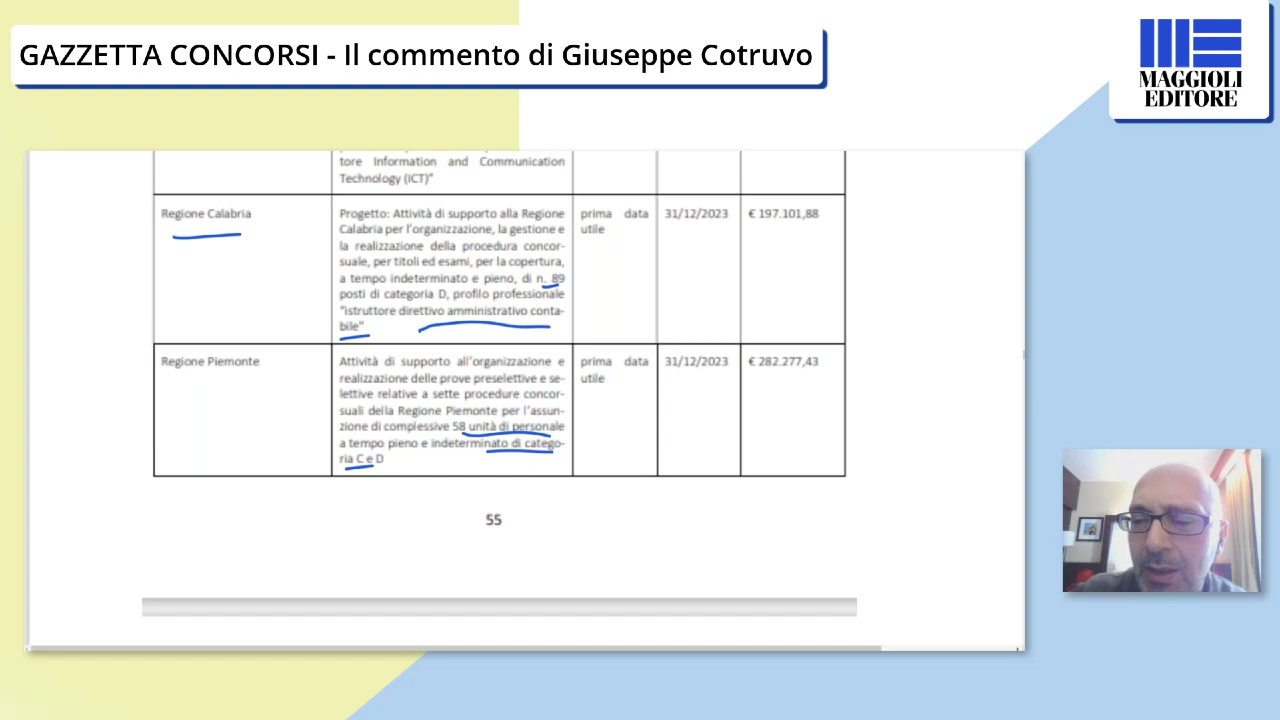 GAZZETTA CONCORSI - Il commento di Giuseppe Cotruvo
MAGGIOLI
EDITORE
tore Information and Communication
Technology (ICT)"
Regione Calabria
Progetto: Attività di supporto alla Regione
Calabria per l'organizzazione, la gestione e
la realizzazione della procedura concor-
suale, per titoli ed esami, per la copertura,
a tempo indeterminato e pieno, di n. 89
posti di categoria D, profilo professionale
"istruttore direttivo amministrativo conta-
bile"
prima data
utile
31/12/2023
€ 197.101,88
Regione Piemonte
Attività di supporto all'organizzazione e
realizzazione delle prove preselettive e se-
lettive relative a sette procedure concor-
suali della Regione Piemonte per l'assun-
zione di complessive 58 unità di personale
a tempo pieno e indeterminato di catego-
ria C e D
prima data
utile
31/12/2023
€ 282.277,43
55